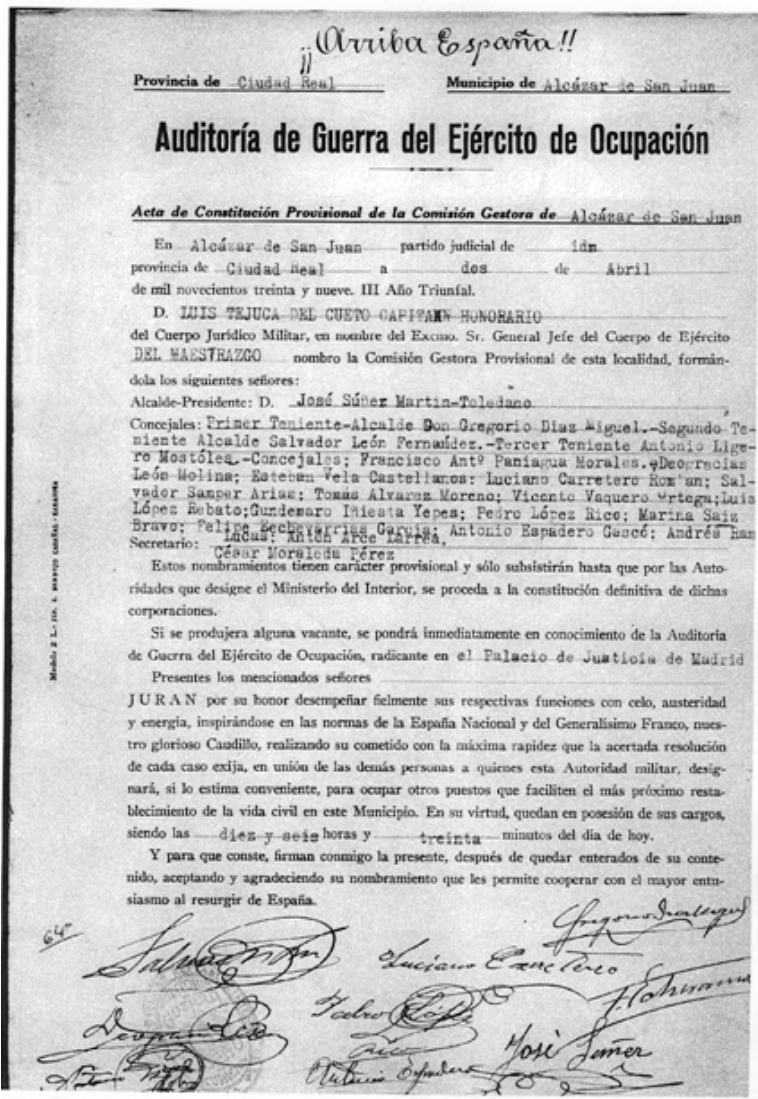 ¡¡Arriba España!!
Provincia de Ciudad Real Municipio de Alcázar de San Juan
Auditoría de Guerra del Ejército de Ocupación
Acta de Constitución Provisional de la Comisión Gestora de Alcázar de San Juan
En Alcázar de San Juan partido judicial de idm
provincia de Ciudad Real a dos de Abril
de mil novecientos treinta y nueve. III Año Triunfal.
D. LUIS TEJUCA DEL CUETO CAPITANN HONORARIO
del Cuerpo Jurídico Militar, en nombre del Excmo. Sr. General Jefe del Cuerpo de Ejército
DEL MAESTRAZGO nombro la Comisión Gestora Provisional de esta localidad, formán-
dola los siguientes señores:
Alcalde-Presidente: D. José Súñer Martin-Toledano
Concejales: Primer Teniente-Alcalde Don Gregorio Diaz Miguel.-Segundo Te-
niente Alcalde Salvador León Fernández.-Tercer Teniente Antonio Lige-
ro Mostóles.-Concejales; Francisco Antº Paniagua Morales. Deogracias
León Molina; Esteban Vela Castellanos: Luciano Carretero Rom'an; Sal-
vador Samper Arias; Tomás Alvarez Moreno; Vicente Vaquero Ortega;Luis
López Rebato;Gundemaro Iniesta Yepes; Pedro López Rico; Marina Saiz
Bravo; Felipe Echevarrias Garcia; Antonio Espadero Gascó; Andrés Ram
Lucas: Antón Arce Larrea,
Secretario:
César Moraleda Pérez
Estos nombramientos tienen carácter provisional y sólo subsistirán hasta que por las Auto-
ridades que designe el Ministerio del Interior, se proceda a la constitución definitiva de dichas
corporaciones.
Si se produjera alguna vacante, se pondrá inmediatamente en conocimiento de la Auditoría
de Guerra del Ejército de Ocupación, radicante en el Palacio de Justicia de Madrid
Presentes los mencionados señores
JURAN por su honor desempeñar fielmente sus respectivas funciones con celo, austeridad
y energía, inspirándose en las normas de la España Nacional y del Generalísimo Franco, nues-
tro glorioso Caudillo, realizando su cometido con la máxima rapidez que la acertada resolución
de cada caso exija, en unión de las demás personas a quienes esta Autoridad militar, desig-
nará, si lo estima conveniente, para ocupar otros puestos que faciliten el más próximo resta-
blecimiento de la vida civil en este Municipio. En su virtud, quedan en posesión de sus cargos,
siendo las diez y seis horas y treinta minutos del día de hoy.
Y para que conste, firman conmigo la presente, después de quedar enterados de su conte-
nido, aceptando y agradeciendo su nombramiento que les permite cooperar con el mayor entu-
siasmo al resurgir de España.
64
Luciano Carretero
Pedro López
Rico
José Suñer
Antonio Espadero